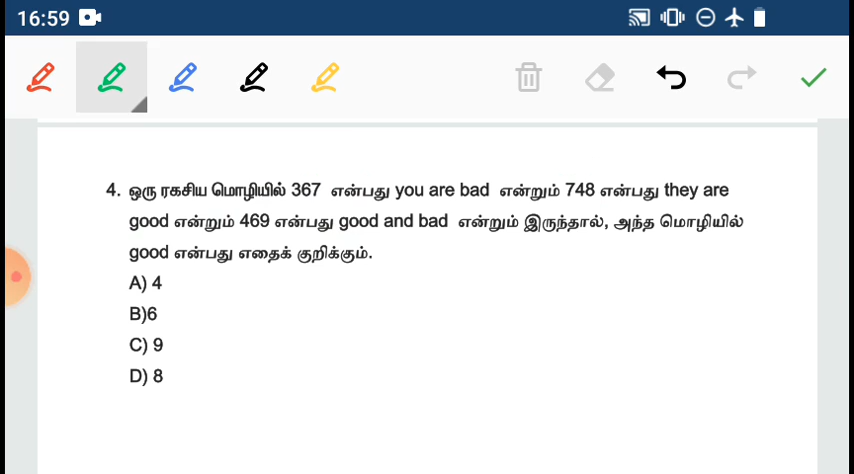 16:59
4. ஒரு ரகசிய மொழியில் 367 என்பது you are bad என்றும் 748 என்பது they are
good என்றும் 469 என்பது good and bad என்றும் இருந்தால், அந்த மொழியில்
good என்பது எதைக் குறிக்கும்.
A) 4
B)6
C) 9
D) 8